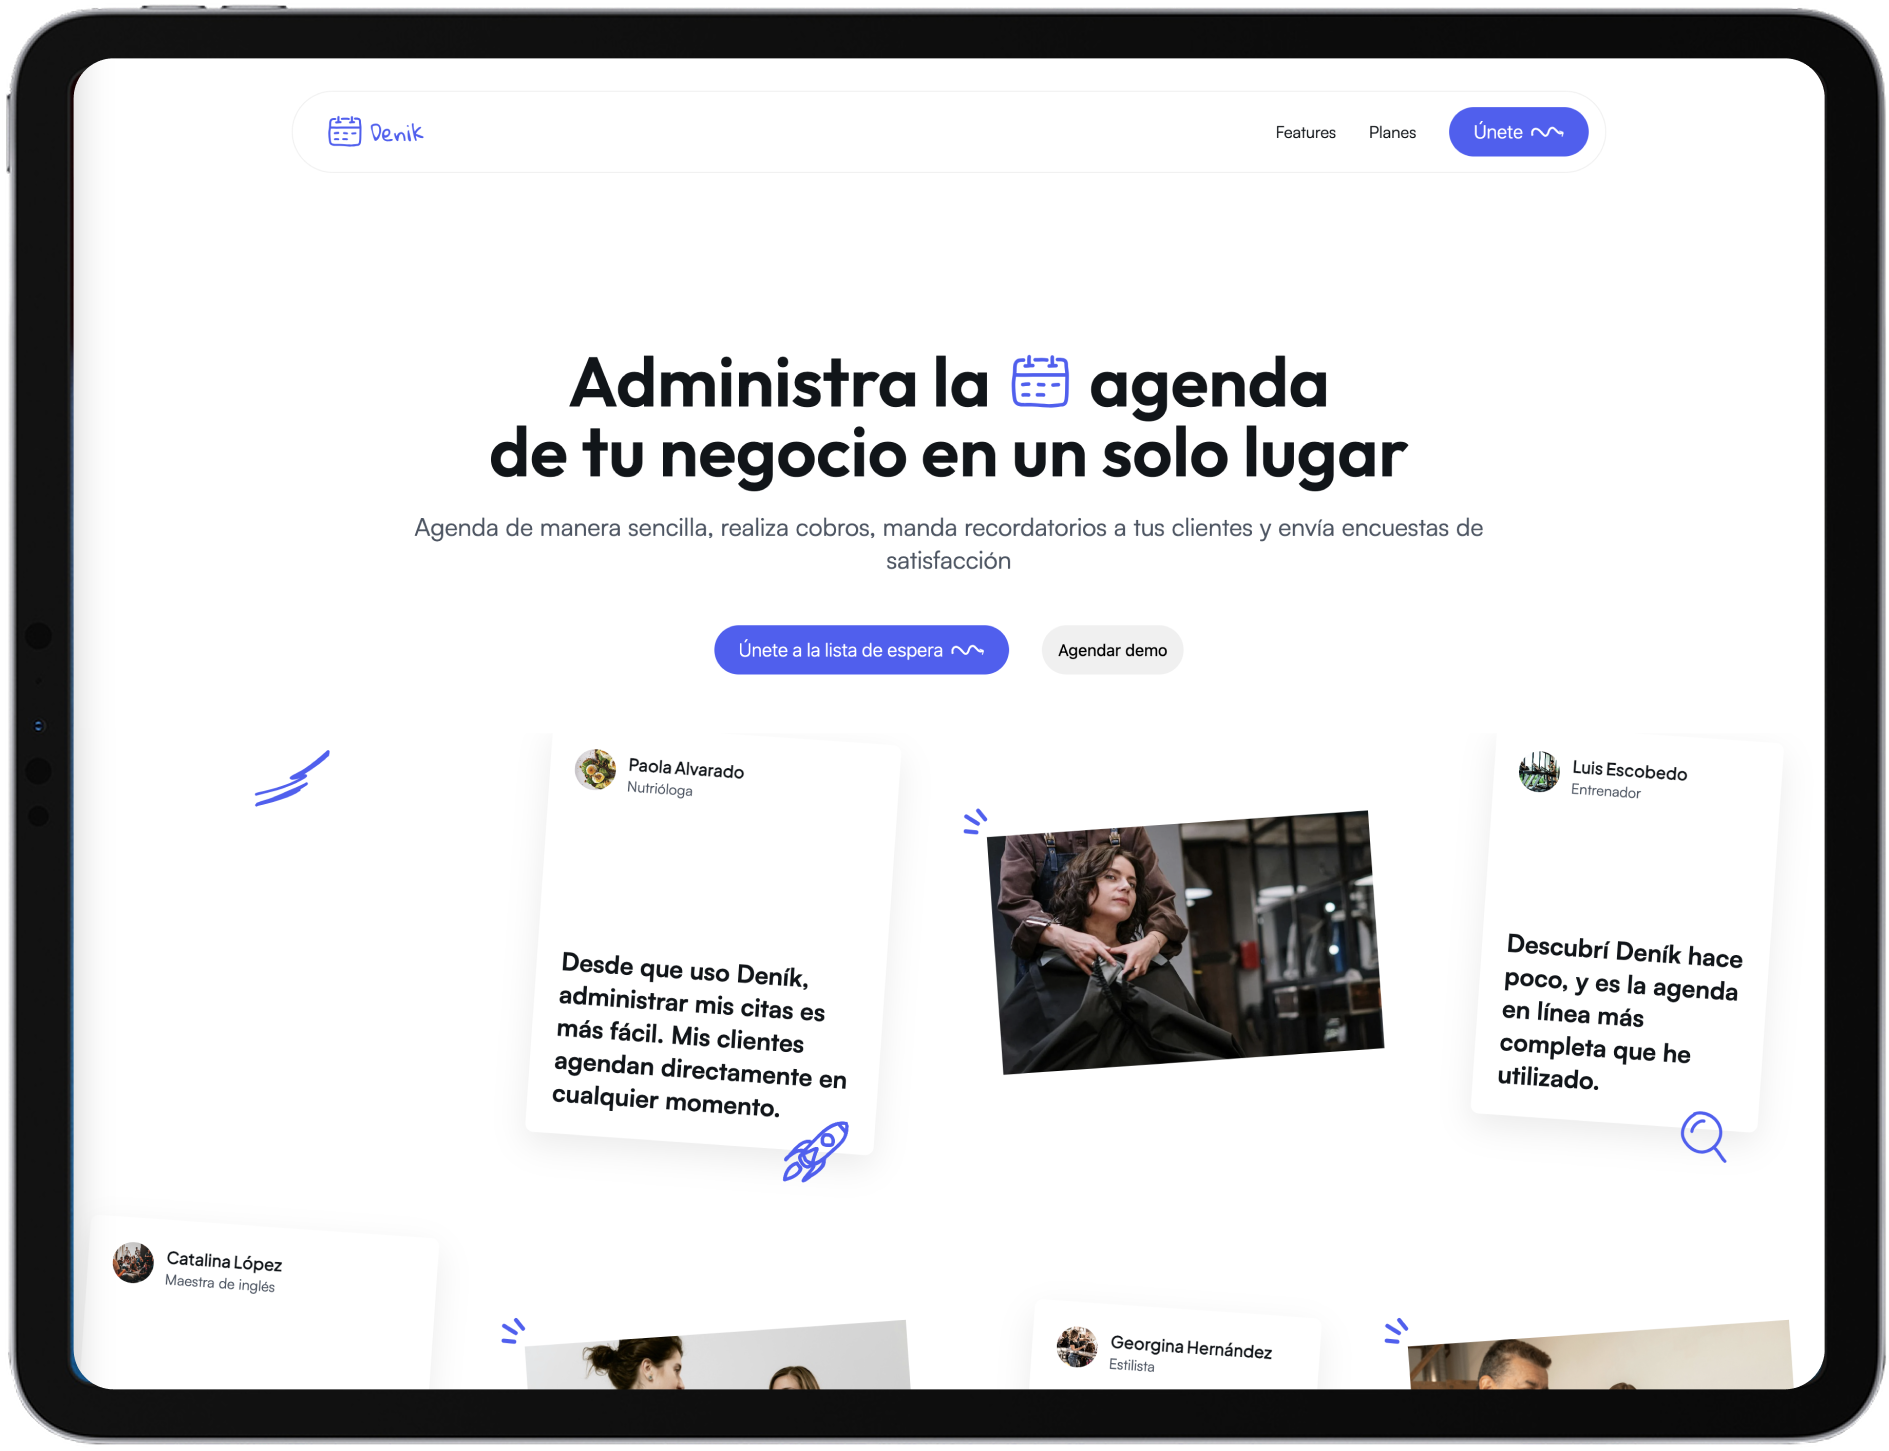 Denik
Features
Planes
Únete
Administra la agenda
de tu negocio en un solo lugar
Agenda de manera sencilla, realiza cobros, manda recordatorios a tus clientes y envía encuestas de
satisfacción
Únete a la lista de espera
Agendar demo
Paola Alvarado
Nutrióloga
Desde que uso Deník,
administrar mis citas es
más fácil. Mis clientes
agendan directamente en
cualquier momento.
Luis Escobedo
Entrenador
Descubrí Deník hace
poco, y es la agenda
en línea más
completa que he
utilizado.
Catalina López
Maestra de inglés
Georgina Hernández
Estilista